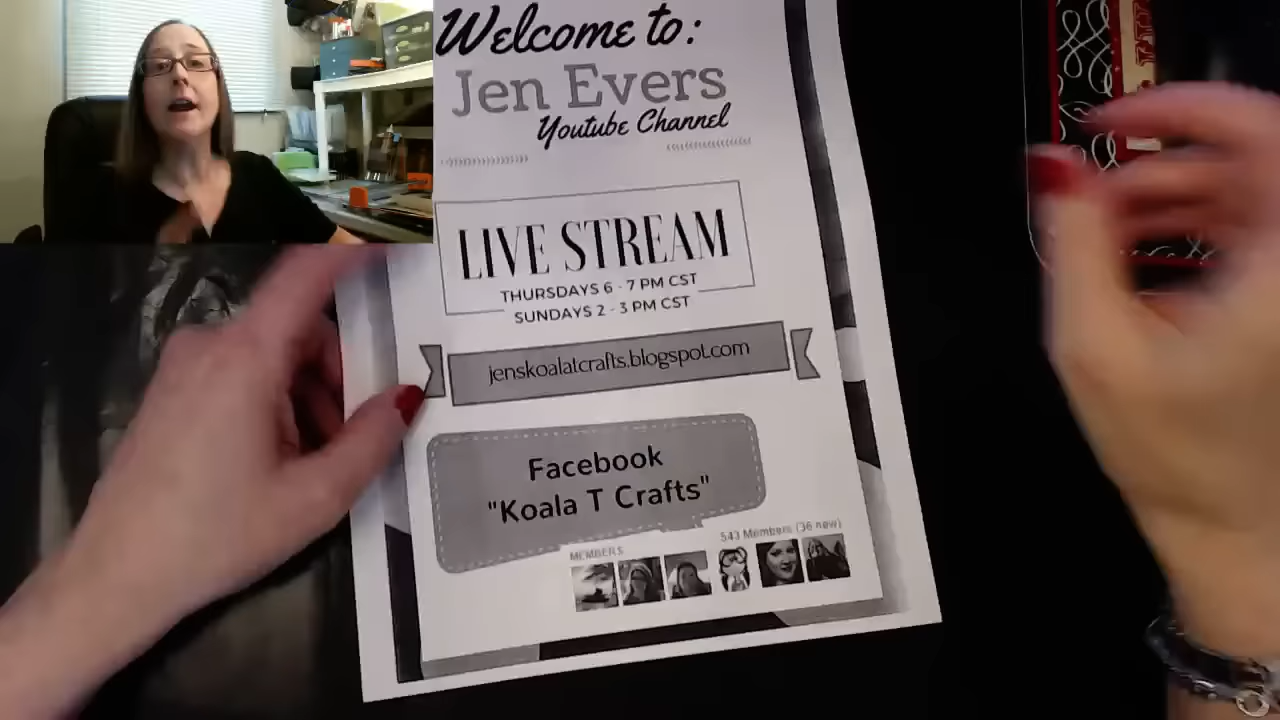 Welcome to:
Jen Evers
Youtube Channel
LIVE STREAM
THURSDAYS 6 - 7 PM CST
SUNDAYS 2 - 3 PM CST
jenskoalatcrafts.blogspot.com
Facebook
"Koala T Crafts"
MEMBERS
543 Members (36 new)